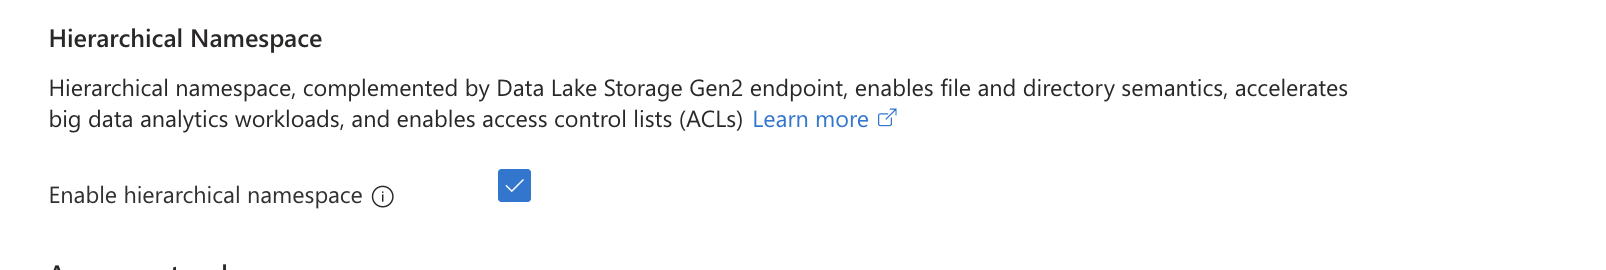 Hierarchical Namespace
Hierarchical namespace, complemented by Data Lake Storage Gen2 endpoint, enables file and directory semantics, accelerates
big data analytics workloads, and enables access control lists (ACLs) Learn more
Enable hierarchical namespace